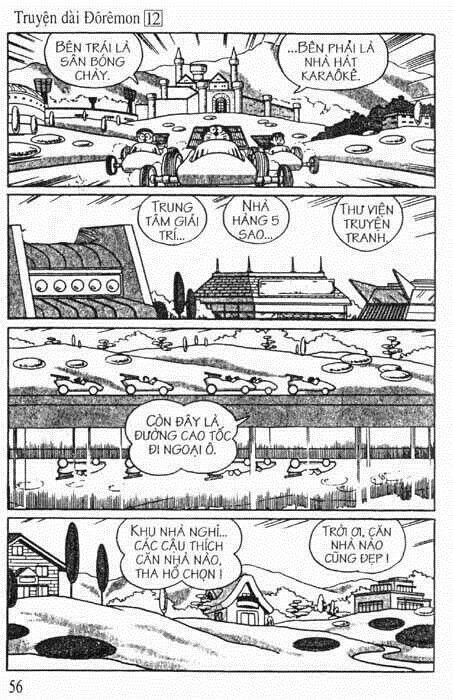 Truyện dài Đôrêmon 12
BÊN TRÁI LÀ
SÂN BÓNG
CHÀY.
...BÊN PHẢI LÀ
NHÀ HÁT
KARAÔKÊ.
TRUNG
TÂM GIẢI
TRÍ...
NHÀ
HÀNG 5
SAO...
THƯ VIỆN
TRUYỆN
TRANH.
CÒN ĐÂY LÀ
ĐƯỜNG CAO TỐC
ĐI NGOẠI Ô.
KHU NHÀ NGHỈ...
CÁC CẬU THÍCH
CĂN NHÀ NÀO,
THA HỒ CHỌN !
TRỜI ƠI, CĂN
NHÀ NÀO
CŨNG ĐẸP !
56